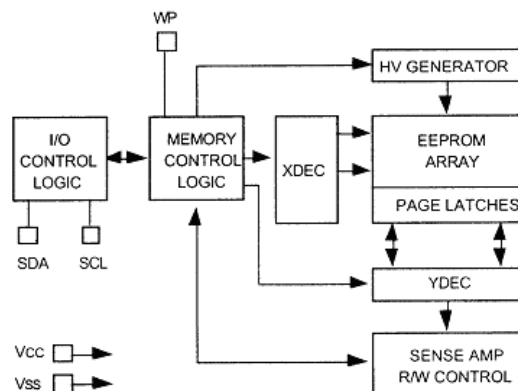 WP
HV GENERATOR
I/O
CONTROL
LOGIC
MEMORY
CONTROL
LOGIC
XDEC
EEPROM
ARRAY
PAGE LATCHES
SDA
SCL
YDEC
Vcc
Vss
SENSE AMP
R/W CONTROL